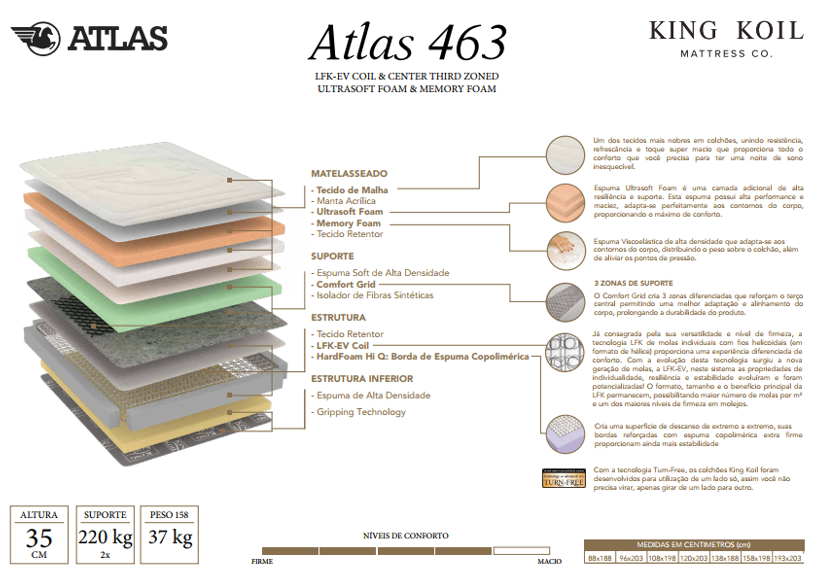 ATLAS
Atlas 463
LFK-EV COIL & CENTER THIRD ZONED
ULTRASOFT FOAM & MEMORY FOAM
KING KOIL
MATTRESS CO.
MATELASSEADO
- Tecido de Malha
- Manta Acrílica
- Ultrasoft Foam
- Memory Foam
- Tecido Retentor
SUPORTE
- Espuma Soft de Alta Densidade
- Comfort Grid
- Isolador de Fibras Sintéticas
ESTRUTURA
- Tecido Retentor
- LFK-EV Coil
- HardFoam Hi Q: Borda de Espuma Copolimérica
ESTRUTURA INFERIOR
- Espuma de Alta Densidade
- Gripping Technology
Um dos tecidos mais nobres em colchões, unindo resistência,
refrescância e toque super macio que proporciona todo o
conforto que você precisa para ter uma noite de sono
inesquecível.
Espuma Ultrasoft Foam é uma camada adicional de alta
resiliência e suporte. Esta espuma possui alta performance e
maciez, adapta-se perfeitamente aos contornos do corpo,
proporcionando o máximo de conforto.
Espuma Viscoelástica de alta densidade que adapta-se aos
contornos do corpo, distribuindo o peso sobre o colchão, além
de aliviar os pontos de pressão.
3 ZONAS DE SUPORTE
O Comfort Grid cria 3 zonas diferenciadas que reforçam o terço
central permitindo uma melhor adaptação e alinhamento do
corpo, prolongando a durabilidade do produto.
Já consagrada pela sua versatilidade e nível de firmeza, a
tecnologia LFK de molas individuais com fios helicoidais (em
formato de hélice) proporciona uma experiência diferenciada de
conforto. Com a evolução desta tecnologia surgiu a nova
geração de molas, a LFK-EV, neste sistema as propriedades de
individualidade, resiliência e estabilidade evoluíram e foram
potencializadas! O formato, tamanho e o benefício principal da
LFK permanecem, possibilitando maior número de molas por m²
e um dos maiores níveis de firmeza em molejos.
Cria uma superfície de descanso de extremo a extremo, suas
bordas reforçadas com espuma copolimérica extra firme
proporcionam ainda mais estabilidade
TURN-FREE
Com a tecnologia Turn-Free, os colchões King Koil foram
desenvolvidos para utilização de um lado só, assim você não
precisa virar, apenas girar de um lado para outro.
ALTURA
35
CM
SUPORTE
220 kg
2x
PESO 158
37 kg
NÍVEIS DE CONFORTO
FIRME
MACIO
MEDIDAS EM CENTIMETROS (cm)
88x188 96x203 108x198 120x203 138x188 158x198 193x203